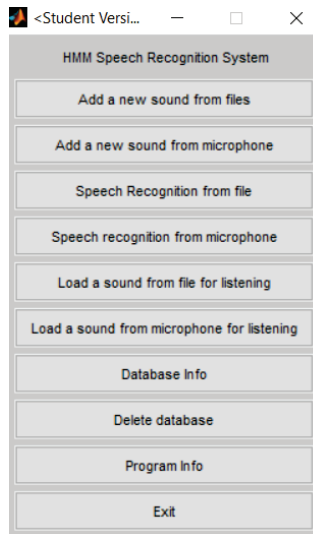 <Student Versi...
HMM Speech Recognition System
Add a new sound from files
Add a new sound from microphone
Speech Recognition from file
Speech recognition from microphone
Load a sound from file for listening
Load a sound from microphone for listening
Database Info
Delete database
Program Info
Exit